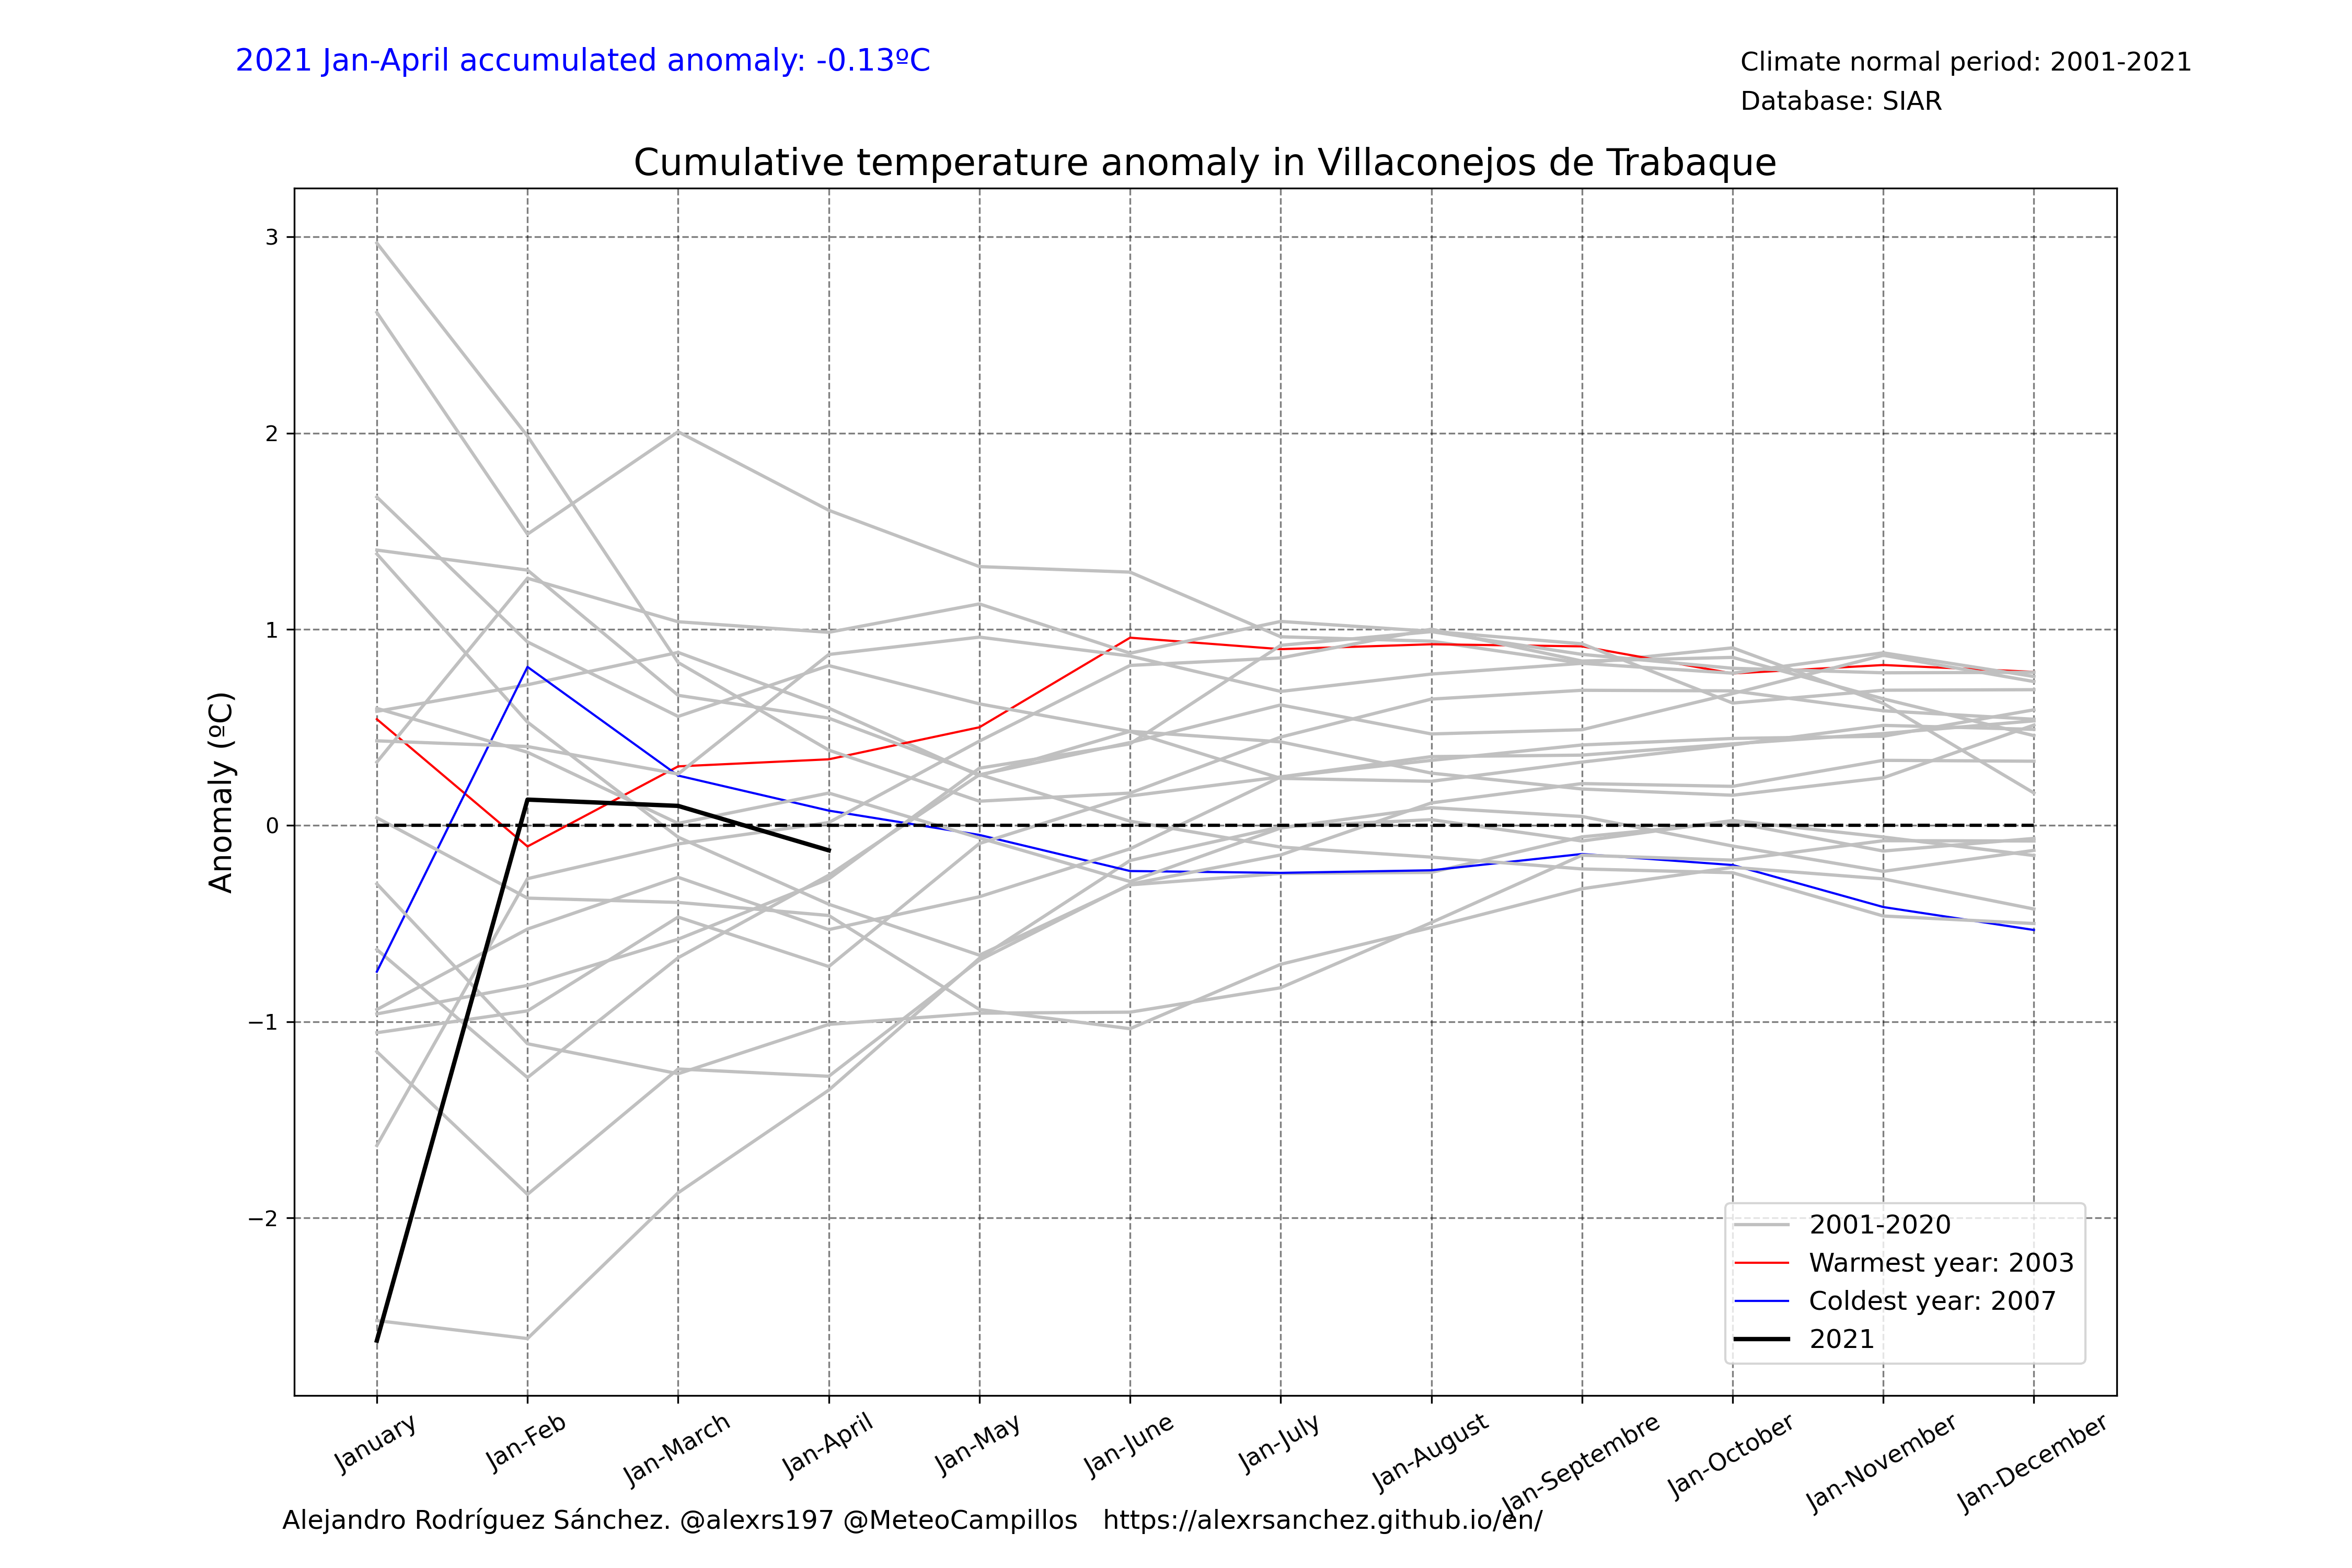 2021 Jan-April accumulated anomaly: -0.13ºC
Climate normal period: 2001-2021
Database: SIAR
Cumulative temperature anomaly in Villaconejos de Trabaque
Anomaly (ºC)
3
2
1
0
−1
−2
2001-2020
Warmest year: 2003
Coldest year: 2007
2021
January
Jan-Feb
Jan-March
Jan-April
Jan-May
Jan-June
Jan-July
Jan-August
Jan-Septembre
Jan-October
Jan-November
Jan-December
Alejandro Rodríguez Sánchez. @alexrs197 @MeteoCampillos   https://alexrsanchez.github.io/en/